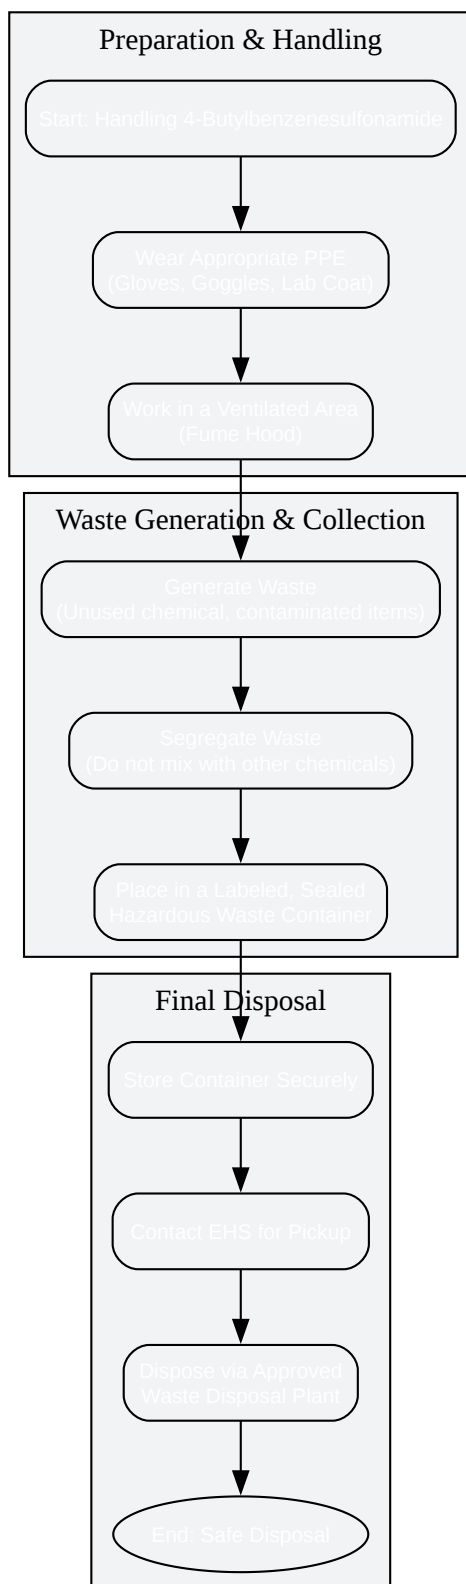 Preparation & Handling
Start: Handling 4-Butylbenzenesulfonamide
Wear Appropriate PPE
(Gloves, Goggles, Lab Coat)
Work in a Ventilated Area
(Fume Hood)
Waste Generation & Collection
Generate Waste
(Unused chemical, contaminated items)
Segregate Waste
(Do not mix with other chemicals)
Place in a Labeled, Sealed
Hazardous Waste Container
Final Disposal
Store Container Securely
Contact EHS for Pickup
Dispose via Approved
Waste Disposal Plant
End: Safe Disposal